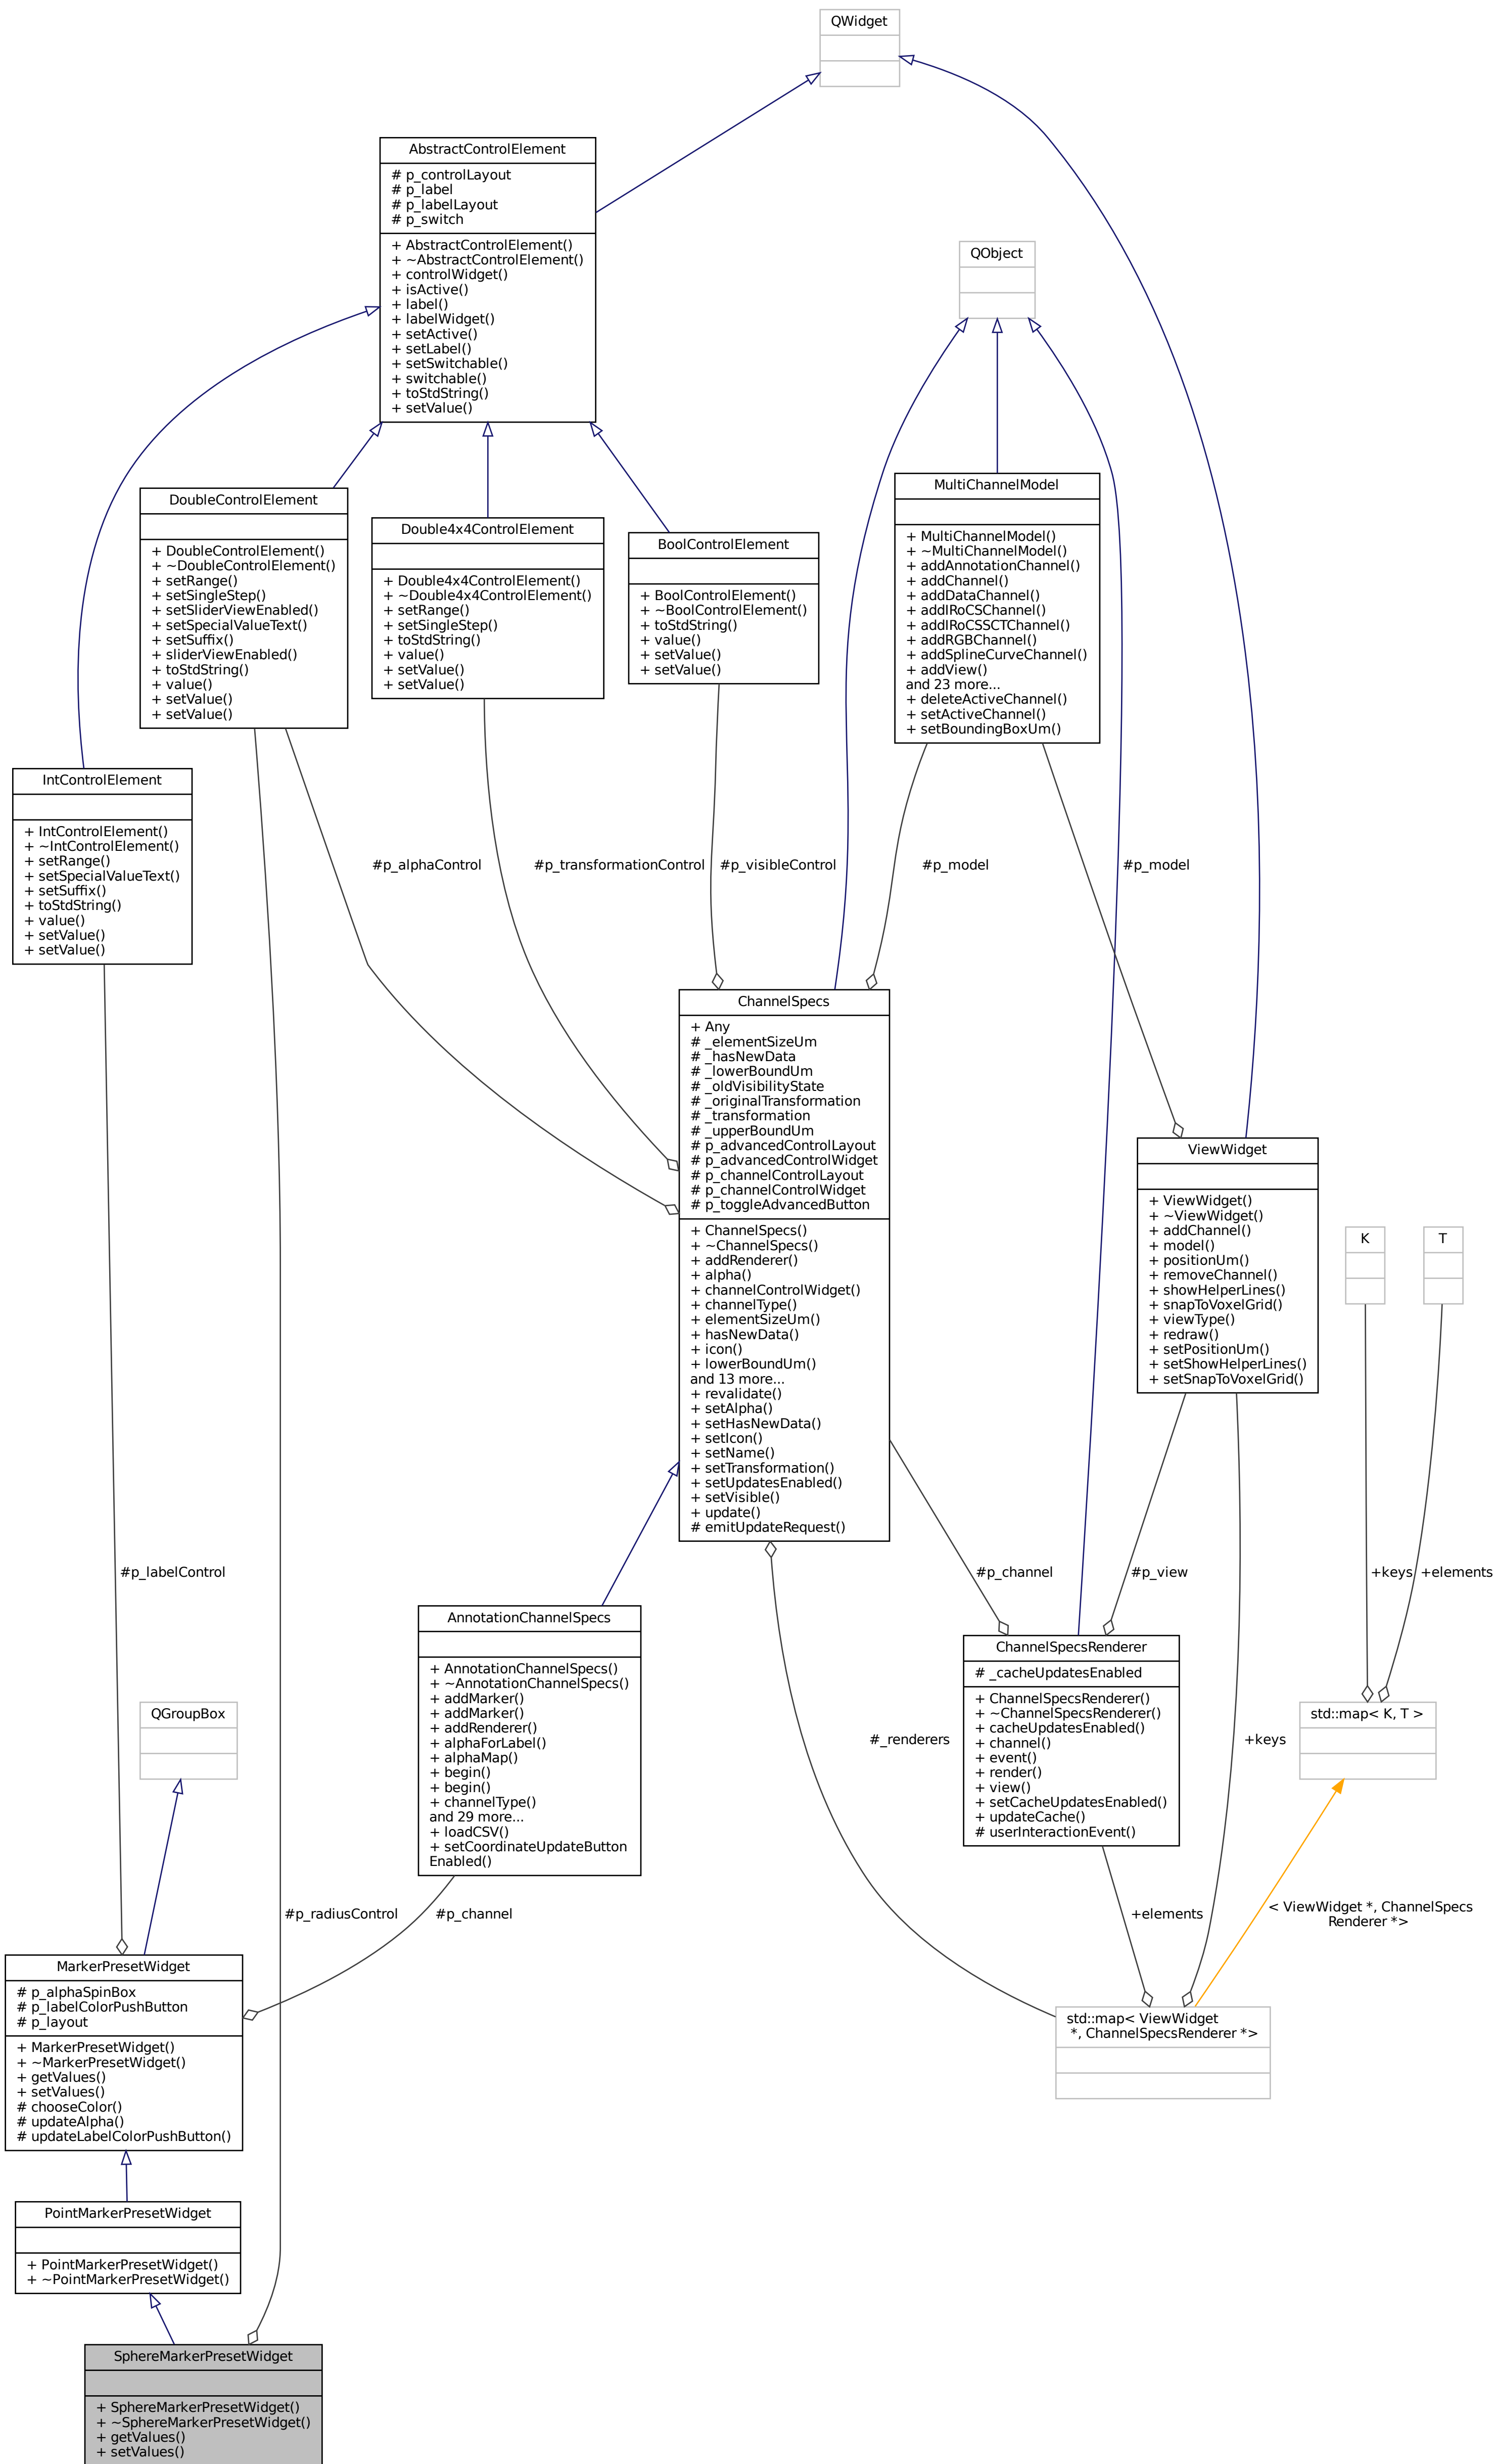 QWidget
AbstractControlElement
# p_controlLayout
# p_label
# p_labelLayout
# p_switch
+ AbstractControlElement()
+ ~AbstractControlElement()
+ controlWidget()
+ isActive()
+ label()
+ labelWidget()
+ setActive()
+ setLabel()
+ setSwitchable()
+ switchable()
+ toStdString()
+ setValue()
QObject
MultiChannelModel
+ MultiChannelModel()
+ ~MultiChannelModel()
+ addAnnotationChannel()
+ addChannel()
+ addDataChannel()
+ addIRoCSChannel()
+ addIRoCSSCTChannel()
+ addRGBChannel()
+ addSplineCurveChannel()
+ addView()
and 23 more...
+ deleteActiveChannel()
+ setActiveChannel()
+ setBoundingBoxUm()
DoubleControlElement
+ DoubleControlElement()
+ ~DoubleControlElement()
+ setRange()
+ setSingleStep()
+ setSliderViewEnabled()
+ setSpecialValueText()
+ setSuffix()
+ sliderViewEnabled()
+ toStdString()
+ value()
+ setValue()
+ setValue()
Double4x4ControlElement
+ Double4x4ControlElement()
+ ~Double4x4ControlElement()
+ setRange()
+ setSingleStep()
+ toStdString()
+ value()
+ setValue()
+ setValue()
BoolControlElement
+ BoolControlElement()
+ ~BoolControlElement()
+ toStdString()
+ value()
+ setValue()
+ setValue()
IntControlElement
+ IntControlElement()
+ ~IntControlElement()
+ setRange()
+ setSpecialValueText()
+ setSuffix()
+ toStdString()
+ value()
+ setValue()
+ setValue()
#p_alphaControl
#p_transformationControl
#p_visibleControl
#p_model
#p_model
ChannelSpecs
+ Any
# _elementSizeUm
# _hasNewData
# _lowerBoundUm
# _oldVisibilityState
# _originalTransformation
# _transformation
# _upperBoundUm
# p_advancedControlLayout
# p_advancedControlWidget
# p_channelControlLayout
# p_channelControlWidget
# p_toggleAdvancedButton
+ ChannelSpecs()
+ ~ChannelSpecs()
+ addRenderer()
+ alpha()
+ channelControlWidget()
+ channelType()
+ elementSizeUm()
+ hasNewData()
+ icon()
+ lowerBoundUm()
and 13 more...
+ revalidate()
+ setAlpha()
+ setHasNewData()
+ setIcon()
+ setName()
+ setTransformation()
+ setUpdatesEnabled()
+ setVisible()
+ update()
# emitUpdateRequest()
ViewWidget
+ ViewWidget()
+ ~ViewWidget()
+ addChannel()
+ model()
+ positionUm()
+ removeChannel()
+ showHelperLines()
+ snapToVoxelGrid()
+ viewType()
+ redraw()
+ setPositionUm()
+ setShowHelperLines()
+ setSnapToVoxelGrid()
K
T
#p_labelControl
#p_channel
#p_view
+keys
+elements
AnnotationChannelSpecs
+ AnnotationChannelSpecs()
+ ~AnnotationChannelSpecs()
+ addMarker()
+ addMarker()
+ addRenderer()
+ alphaForLabel()
+ alphaMap()
+ begin()
+ begin()
+ channelType()
and 29 more...
+ loadCSV()
+ setCoordinateUpdateButton
Enabled()
ChannelSpecsRenderer
# _cacheUpdatesEnabled
+ ChannelSpecsRenderer()
+ ~ChannelSpecsRenderer()
+ cacheUpdatesEnabled()
+ channel()
+ event()
+ render()
+ view()
+ setCacheUpdatesEnabled()
+ updateCache()
# userInteractionEvent()
QGroupBox
#_renderers
+keys
std::map< K, T >
#p_radiusControl
#p_channel
+elements
< ViewWidget *, ChannelSpecs
Renderer *>
MarkerPresetWidget
# p_alphaSpinBox
# p_labelColorPushButton
# p_layout
+ MarkerPresetWidget()
+ ~MarkerPresetWidget()
+ getValues()
+ setValues()
# chooseColor()
# updateAlpha()
# updateLabelColorPushButton()
std::map< ViewWidget
*, ChannelSpecsRenderer *>
PointMarkerPresetWidget
+ PointMarkerPresetWidget()
+ ~PointMarkerPresetWidget()
SphereMarkerPresetWidget
+ SphereMarkerPresetWidget()
+ ~SphereMarkerPresetWidget()
+ getValues()
+ setValues()